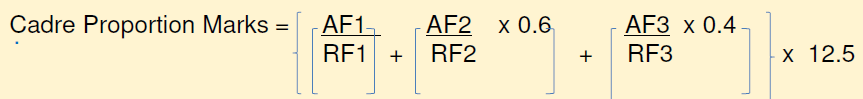 Cadre Proportion Marks = AF1 AF2 x 0.6 AF3 x 0.4
RF1 + RF2 + RF3 x 12.5